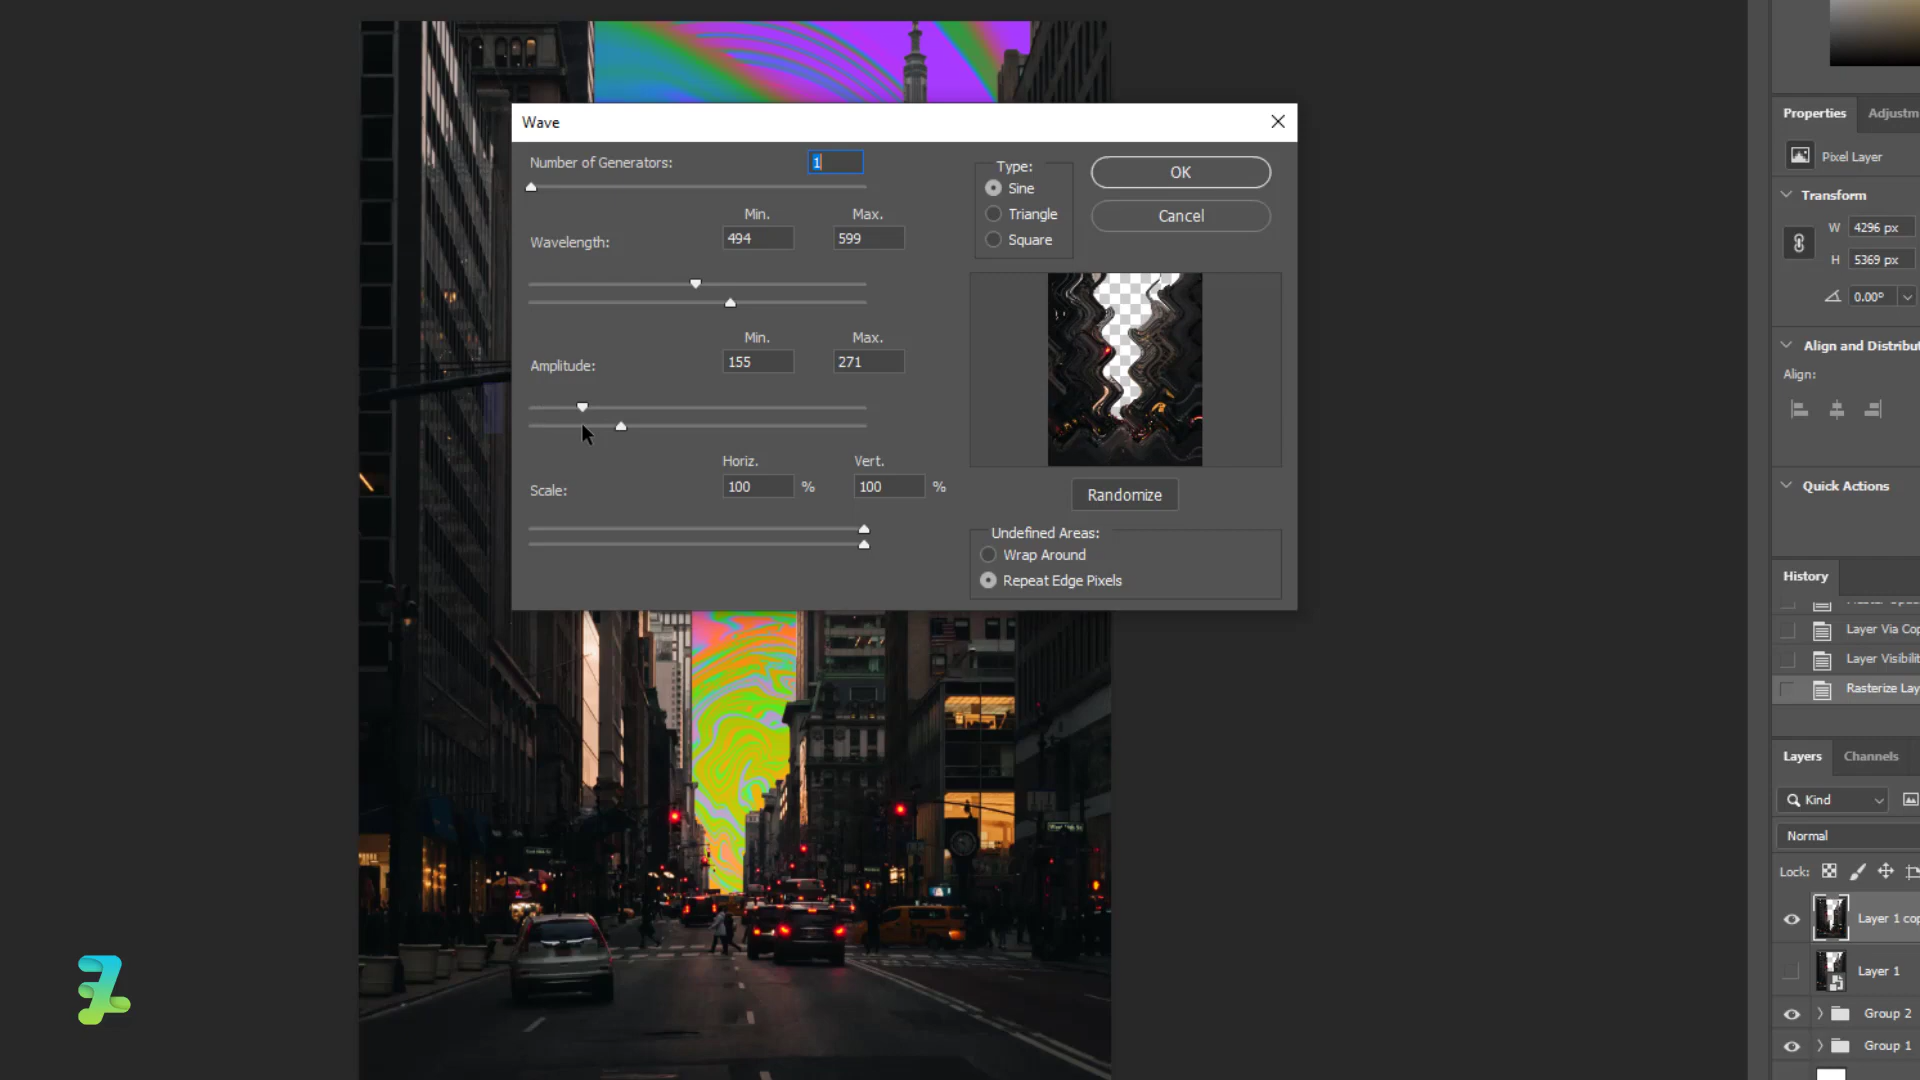 Wave
Number of Generators:
1
Min.
Max.
Wavelength:
494
599
Min.
Max.
Amplitude:
155
271
Horiz.
Vert.
Scale:
100
%
100
%
Type:
Sine
Triangle
Square
OK
Cancel
Randomize
Undefined Areas:
Wrap Around
Repeat Edge Pixels
Properties
Adjustm
Pixel Layer
Transform
W
4296 px
H
5369 px
0.00°
Align and Distribut
Align:
Quick Actions
History
Layer Via Cop
Layer Visibilit
Rasterize Lay
Layers
Channels
Kind
Normal
Lock:
Layer 1 cop
Layer 1
Group 2
Group 1